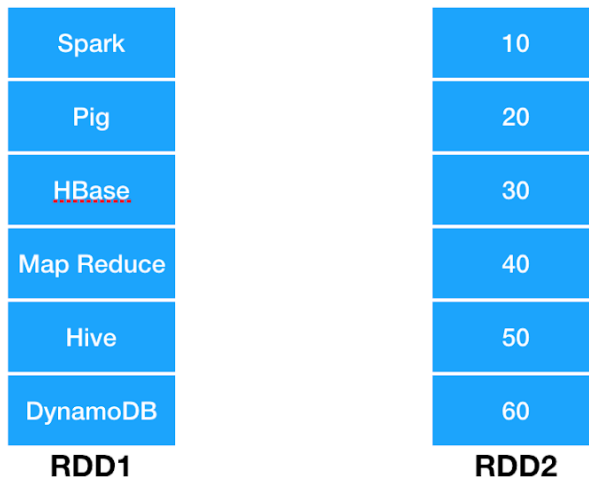 Spark
Pig
HBase
Map Reduce
Hive
DynamoDB
RDD1
10
20
30
40
50
60
RDD2